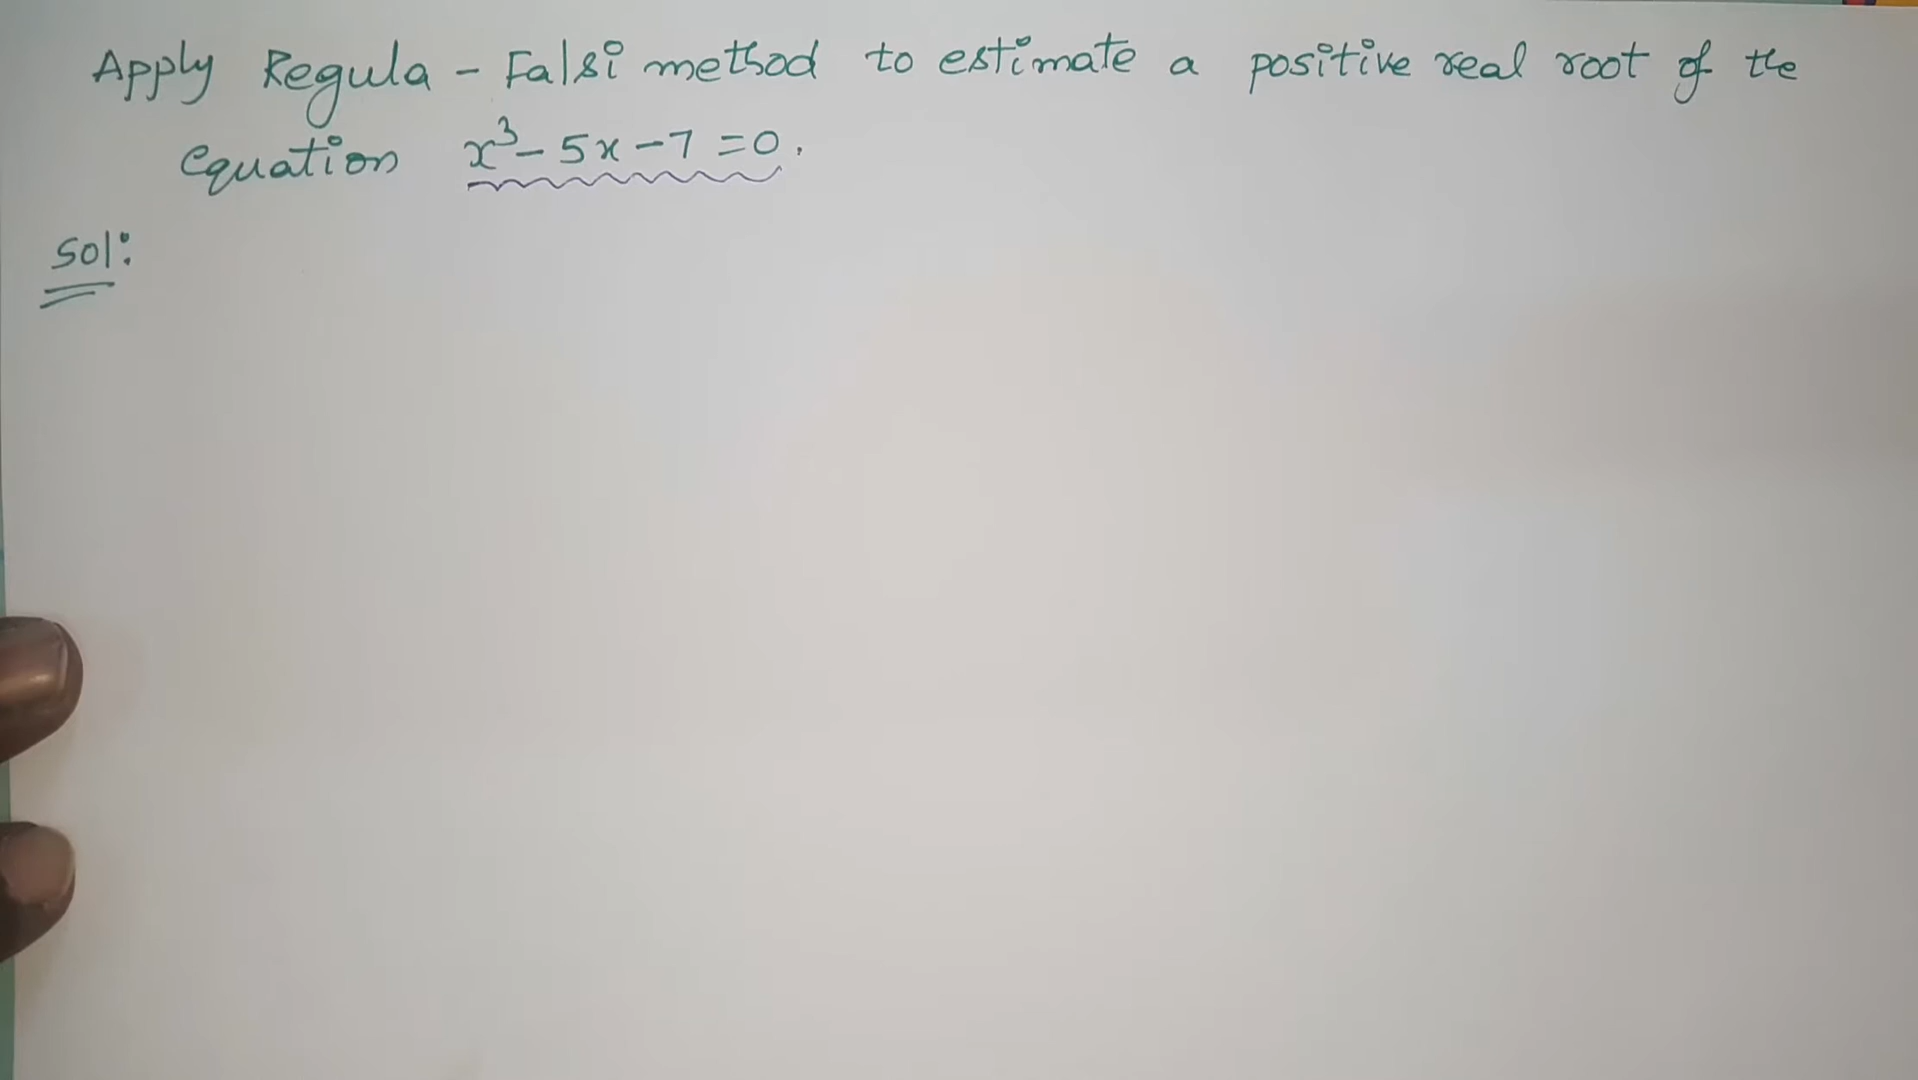 Apply Regula - Falsi method to estimate a positive real root of the
equation x³ - 5x - 7 = 0.
Sol: